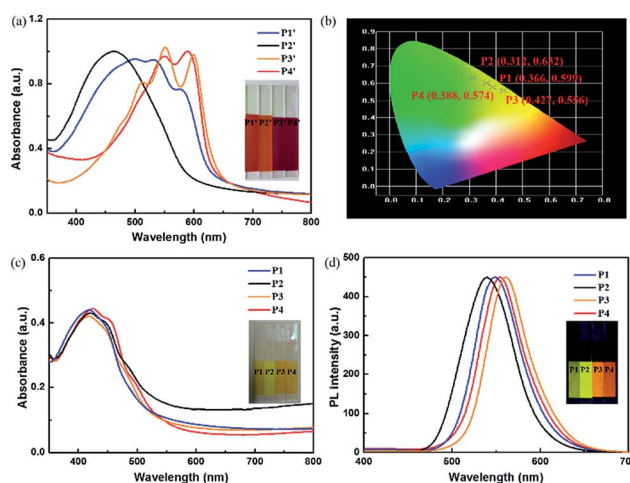 (a)
P1'
P2'
P3'
P4'
P1' P2' P3' P4'
Absorbance (a.u.)
1.2
0.8
0.4
0.0
400 500 600 700 800
Wavelength (nm)
(b)
0.9
0.8
0.7
0.6
0.5
0.4
0.3
0.2
0.1
0.0
P2 (0.312, 0.632)
P1 (0.366, 0.599)
P4 (0.388, 0.574)
P3 (0.427, 0.556)
0.0 0.1 0.2 0.3 0.4 0.5 0.6 0.7 0.8 0.9
(c)
P1
P2
P3
P4
P1 P2 P3 P4
Absorbance (a.u.)
0.6
0.4
0.2
0.0
400 500 600 700 800
Wavelength (nm)
(d)
P1
P2
P3
P4
P1 P2 P3 P4
PL Intensity (a.u.)
500
400
300
200
100
0
400 500 600 700
Wavelength (nm)